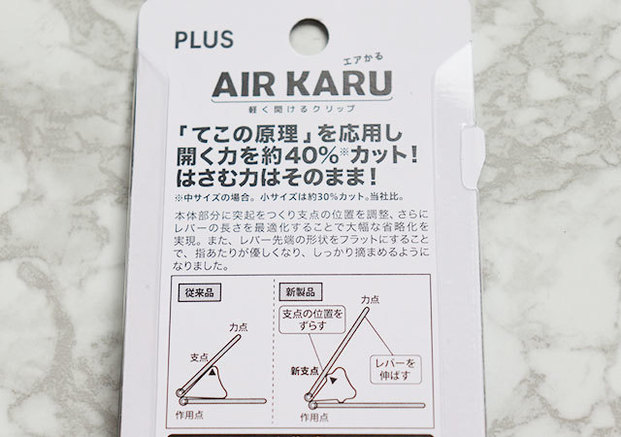 PLUS
エアかる
AIR KARU
軽く開けるクリップ
「てこの原理」を応用し
開く力を約40%※カット!
はさむ力はそのまま!
※中サイズの場合。小サイズは約30%カット。当社比。
本体部分に突起をつくり支点の位置を調整、さらに
レバーの長さを最適化することで大幅な省略化を
実現。また、レバー先端の形状をフラットにすること
で、指あたりが優しくなり、しっかり摘まめるように
なりました。
従来品
力点
支点
作用点
新製品
支点の位置を
ずらす
力点
新支点
レバーを
伸ばす
作用点